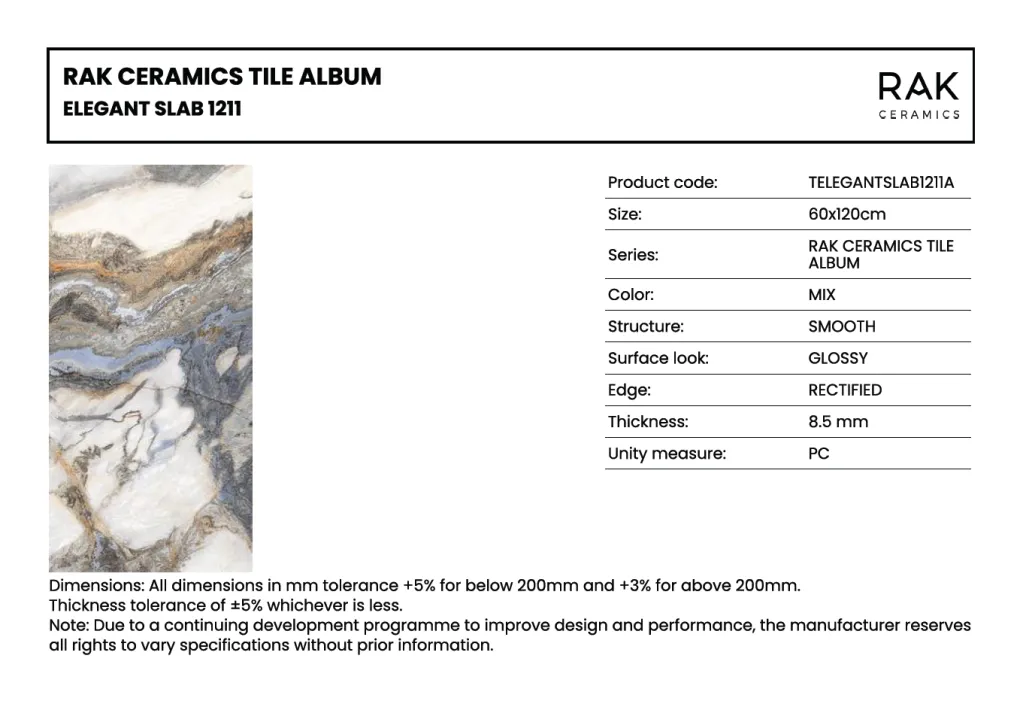 RAK CERAMICS TILE ALBUM
ELEGANT SLAB 1211
RAK
CERAMICS
Product code: TELEGANTSLAB1211A
Size: 60x120cm
Series: RAK CERAMICS TILE
ALBUM
Color: MIX
Structure: SMOOTH
Surface look: GLOSSY
Edge: RECTIFIED
Thickness: 8.5 mm
Unity measure: PC
Dimensions: All dimensions in mm tolerance +5% for below 200mm and +3% for above 200mm.
Thickness tolerance of ±5% whichever is less.
Note: Due to a continuing development programme to improve design and performance, the manufacturer reserves
all rights to vary specifications without prior information.